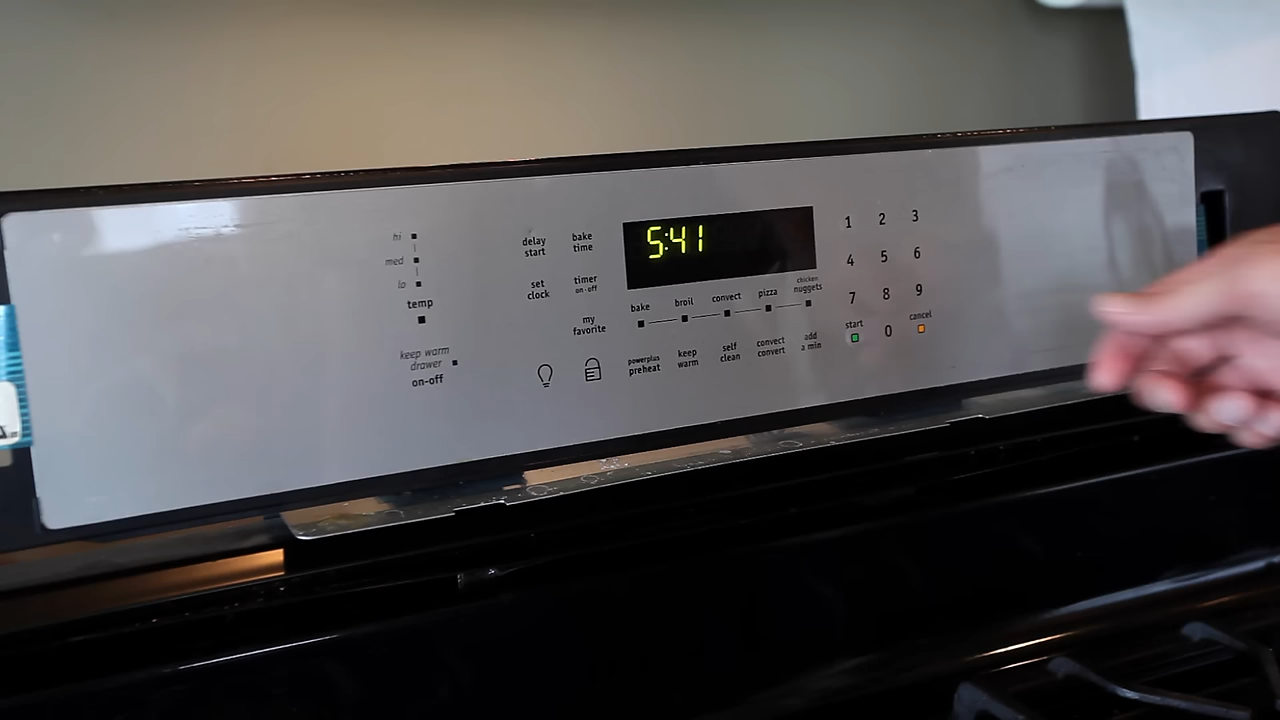 hi
med
lo
temp
keep warm
drawer
on-off
delay
start
bake
time
set
clock
timer
on·off
my
favorite
5:41
bake
broil
convect
pizza
chicken
nuggets
powerplus
preheat
keep
warm
self
clean
convect
convert
add
a min
1 2 3
4 5 6
7 8 9
start
0
cancel